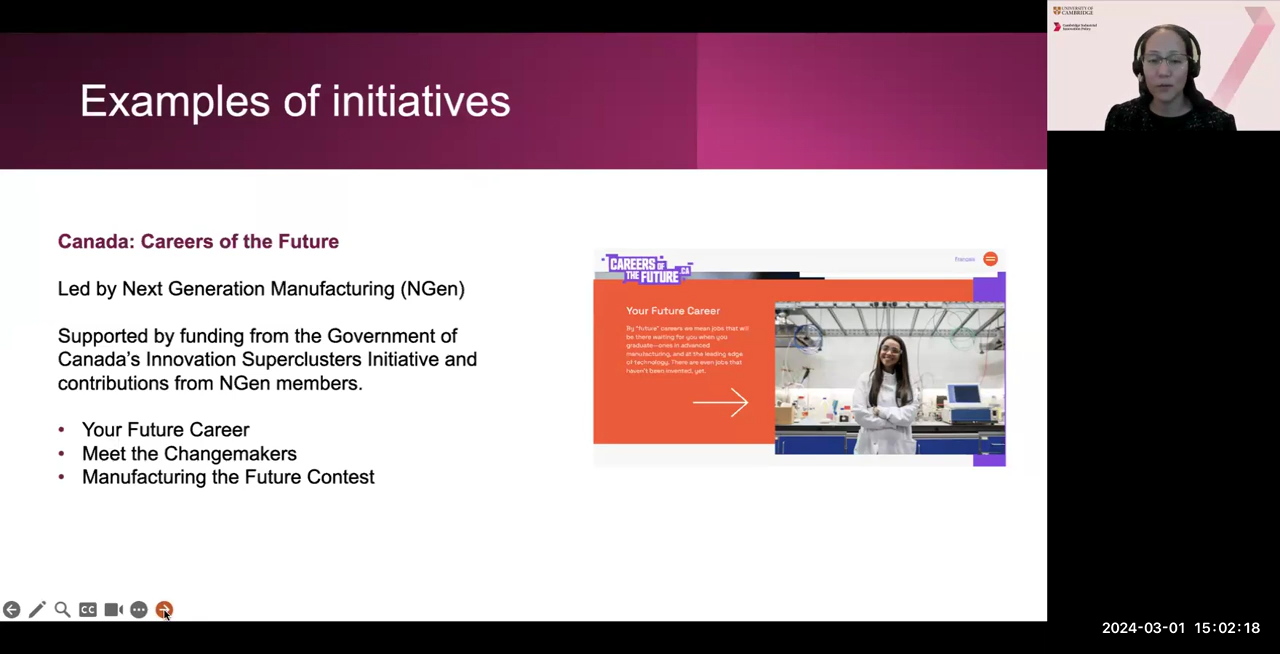 Examples of initiatives
UNIVERSITY OF
CAMBRIDGE
Cambridge Industrial
Innovation Policy
Canada: Careers of the Future
Led by Next Generation Manufacturing (NGen)
Supported by funding from the Government of
Canada's Innovation Superclusters Initiative and
contributions from NGen members.
• Your Future Career
• Meet the Changemakers
• Manufacturing the Future Contest
CAREERS OF
THE FUTURE.CA
Francais
Your Future Career
By "future" careers we mean jobs that will
be there waiting for you when you
graduate—ones in advanced
manufacturing, and at the leading edge
of technology. There are even jobs that
haven't been invented, yet.
CC
2024-03-01 15:02:18